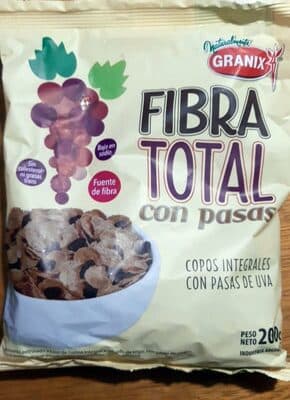 Naturalmente
GRANIX
FIBRA
TOTAL
con pasas
Bajo en
sodio
Sin
colesterol
ni grasas
trans
Fuente
de fibra
COPOS INTEGRALES
CON PASAS DE UVA
PESO
NETO 200g
INDUSTRIA